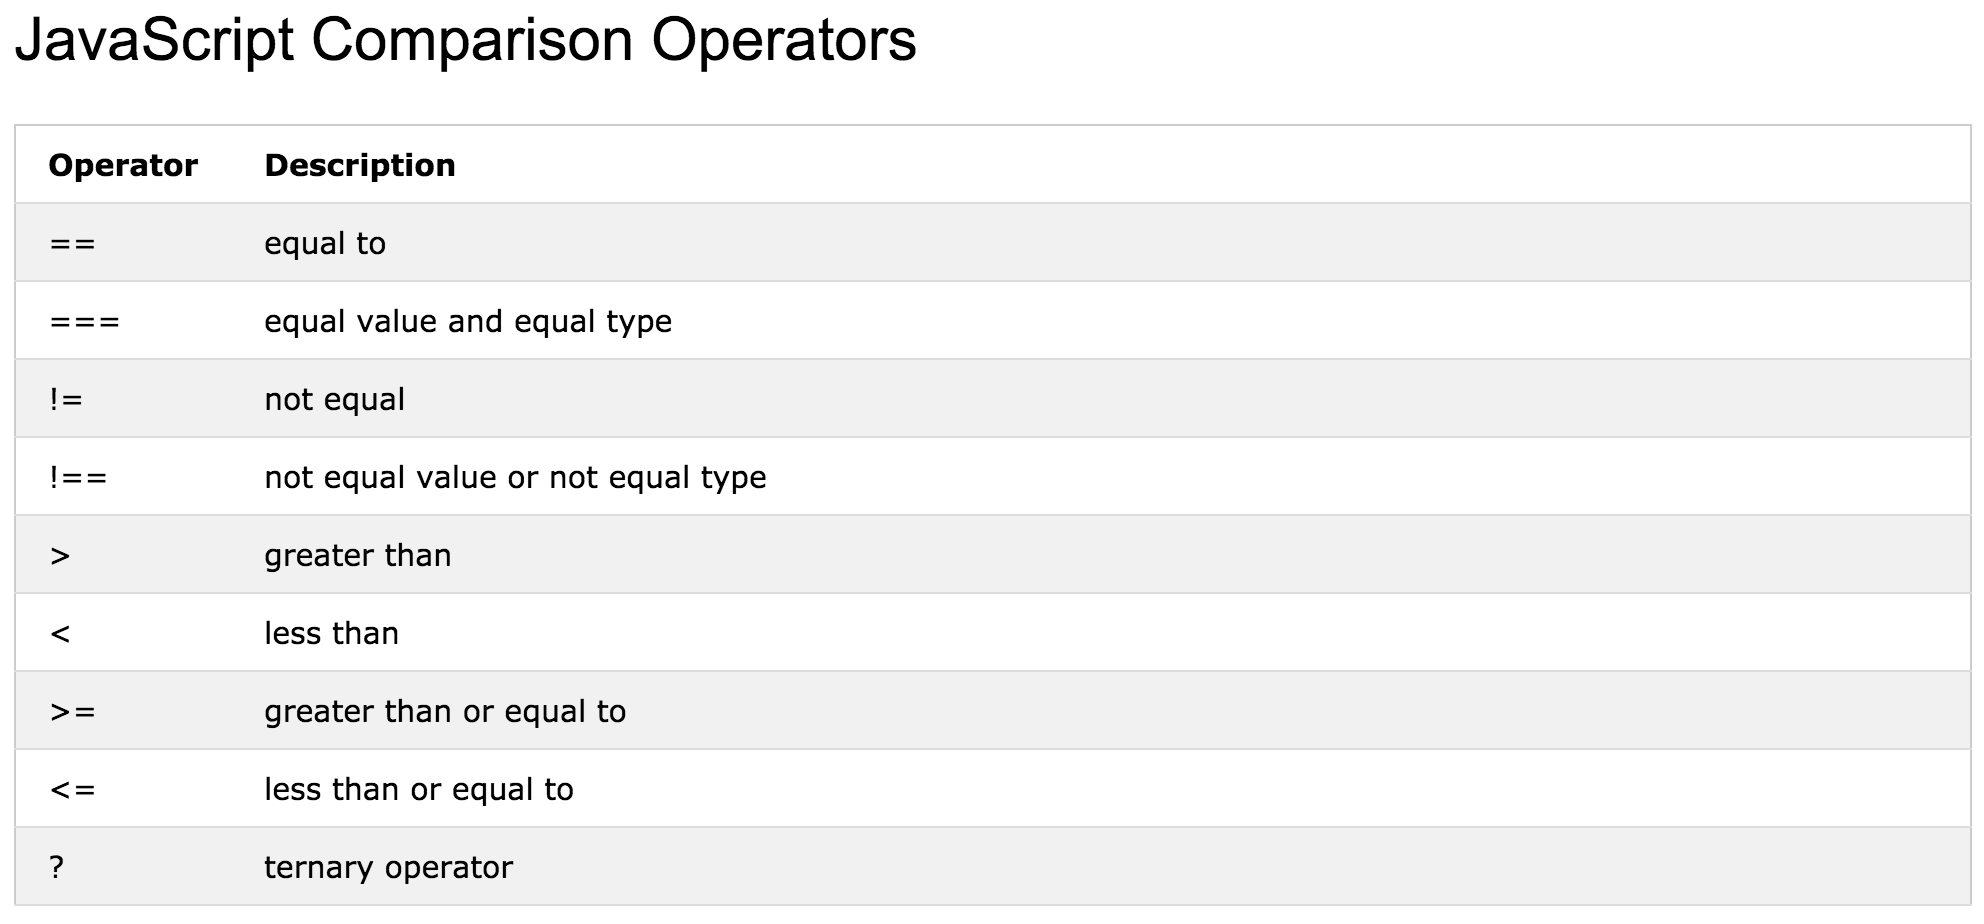 JavaScript Comparison Operators
Operator Description
== equal to
=== equal value and equal type
!= not equal
!== not equal value or not equal type
> greater than
< less than
>= greater than or equal to
<= less than or equal to
? ternary operator